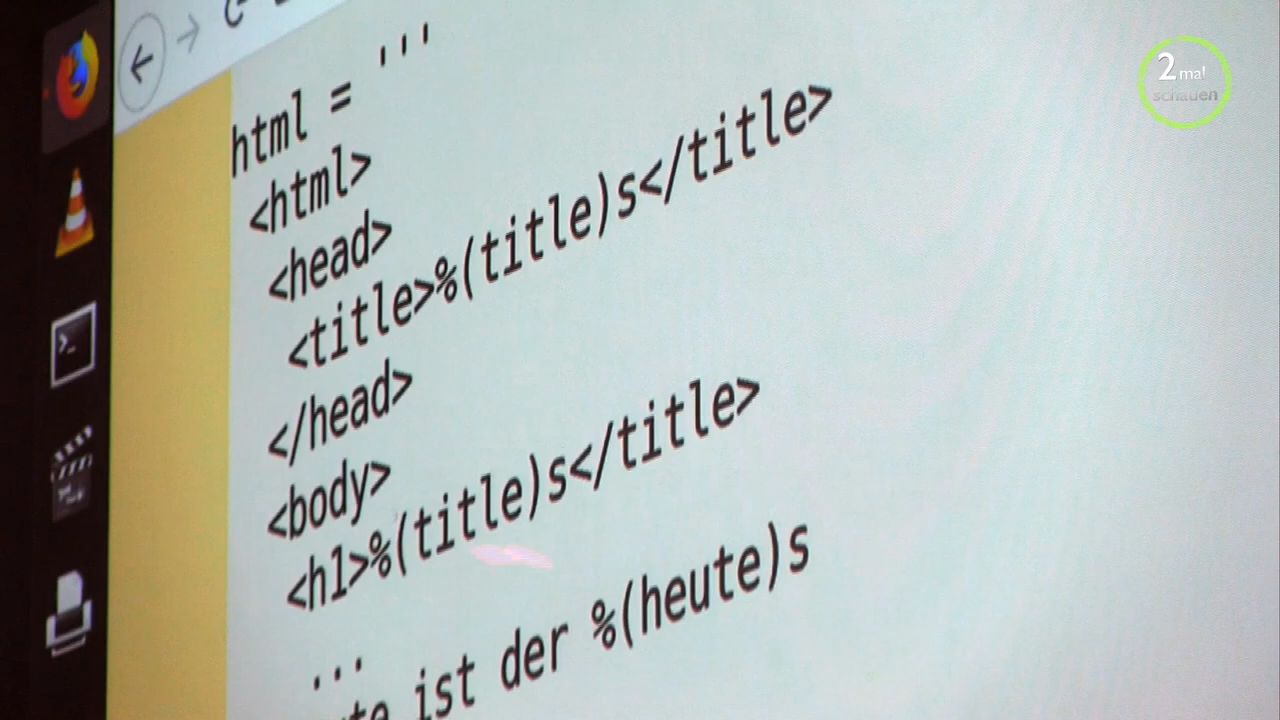 html = '''
<html>
<head>
<title>%(title)s</title>
</head>
<body>
<h1>%(title)s</title>
...
ist der %(heute)s
2 mal
schauen